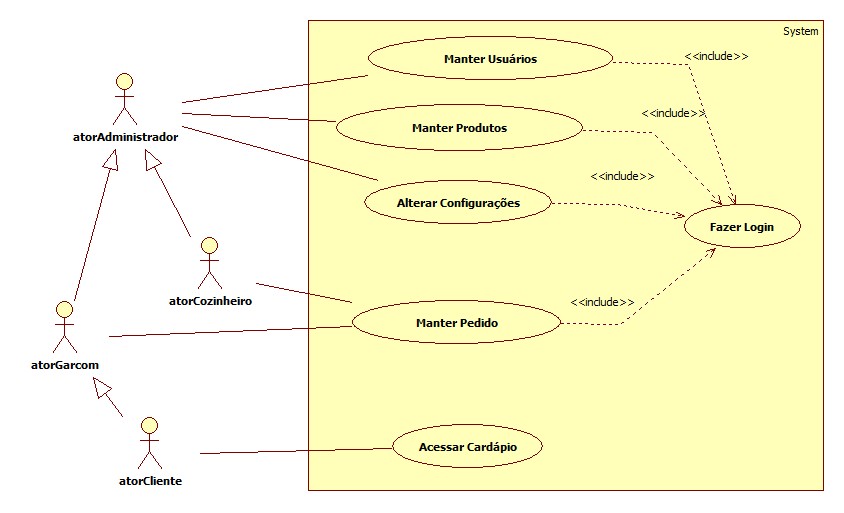 System
Manter Usuários
<<include>>
atorAdministrador
Manter Produtos
<<include>>
Alterar Configurações
<<include>>
Fazer Login
atorCozinheiro
Manter Pedido
<<include>>
atorGarcom
Acessar Cardápio
atorCliente